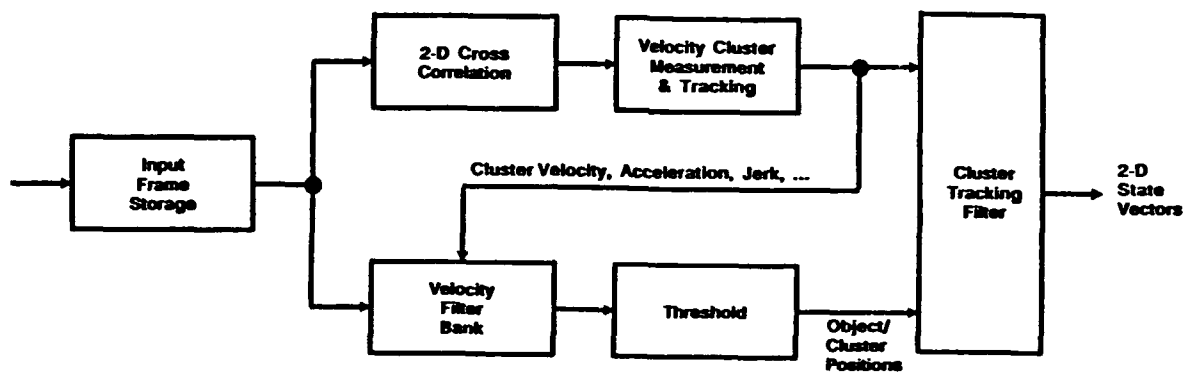 2-D Cross
Correlation
Velocity Cluster
Measurement
& Tracking
Input
Frame
Storage
Cluster Velocity, Acceleration, Jerk, ...
Cluster
Tracking
Filter
2-D
State
Vectors
Velocity
Filter
Bank
Threshold
Object/
Cluster
Positions